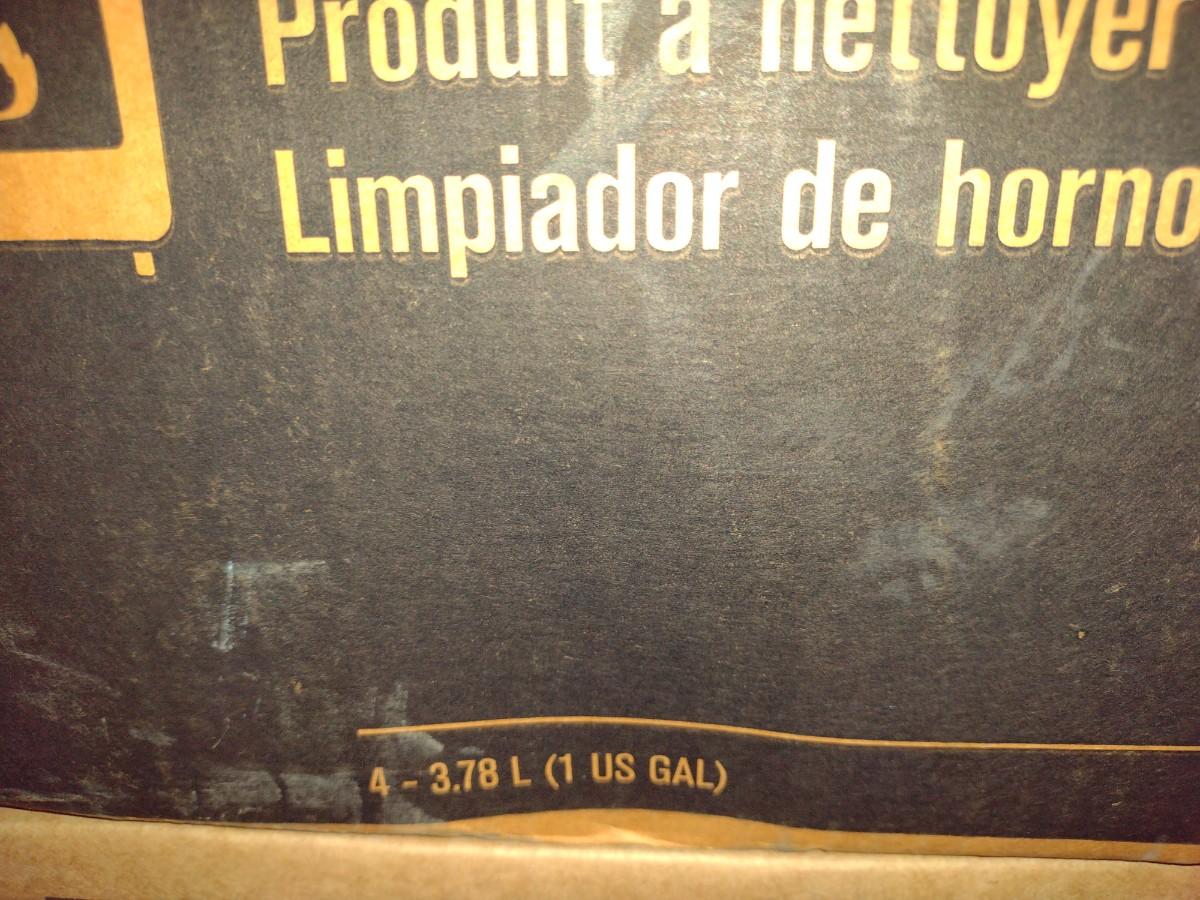 Produit à nettoyer
Limpiador de horno
4 - 3.78 L (1 US GAL)